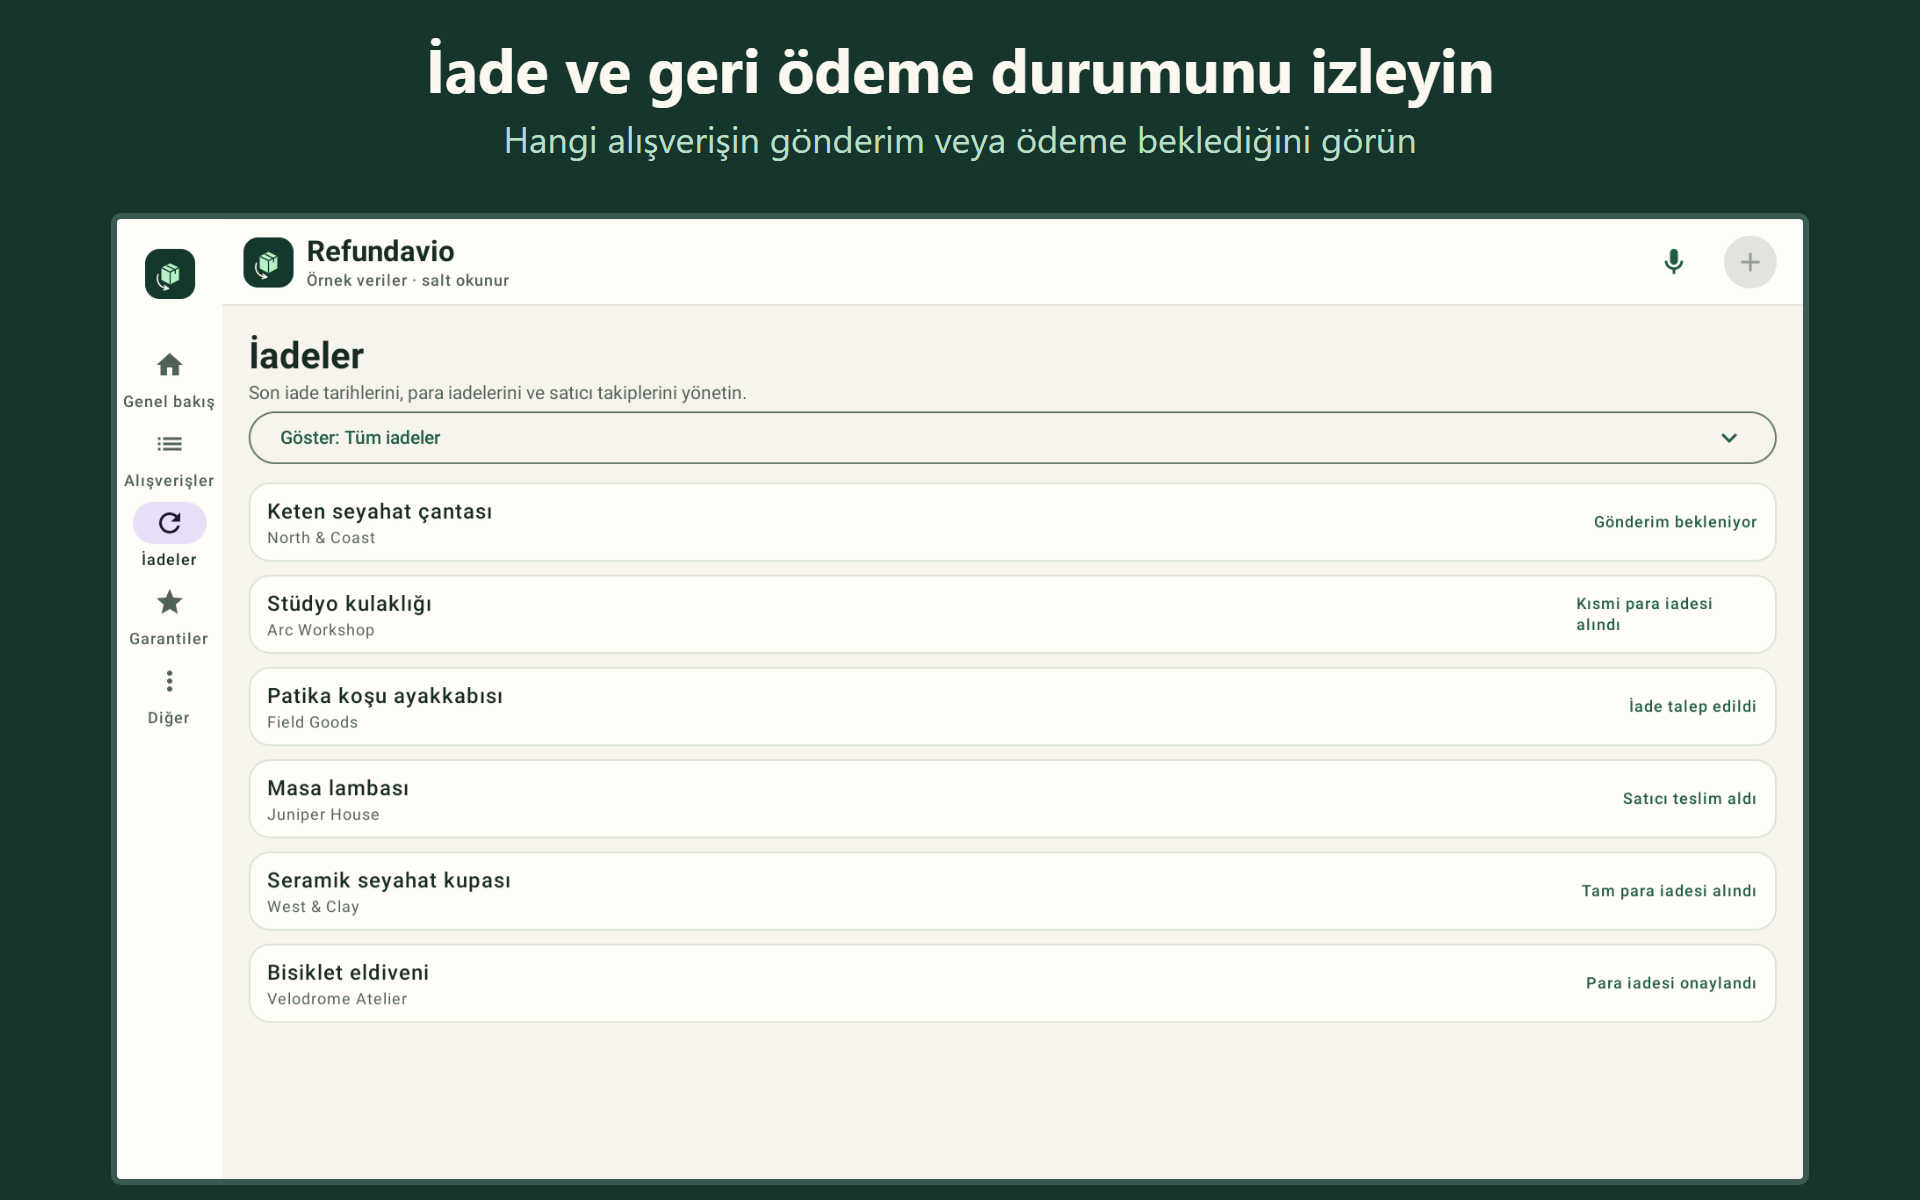 İade ve geri ödeme durumunu izleyin
Hangi alışverişin gönderim veya ödeme beklediğini görün
Refundavio
Örnek veriler · salt okunur
Genel bakış
Alışverişler
İadeler
Garantiler
Diğer
İadeler
Son iade tarihlerini, para iadelerini ve satıcı takiplerini yönetin.
Göster: Tüm iadeler
Keten seyahat çantası
North & Coast
Gönderim bekleniyor
Stüdyo kulaklığı
Arc Workshop
Kısmi para iadesi
alındı
Patika koşu ayakkabısı
Field Goods
İade talep edildi
Masa lambası
Juniper House
Satıcı teslim aldı
Seramik seyahat kupası
West & Clay
Tam para iadesi alındı
Bisiklet eldiveni
Velodrome Atelier
Para iadesi onaylandı